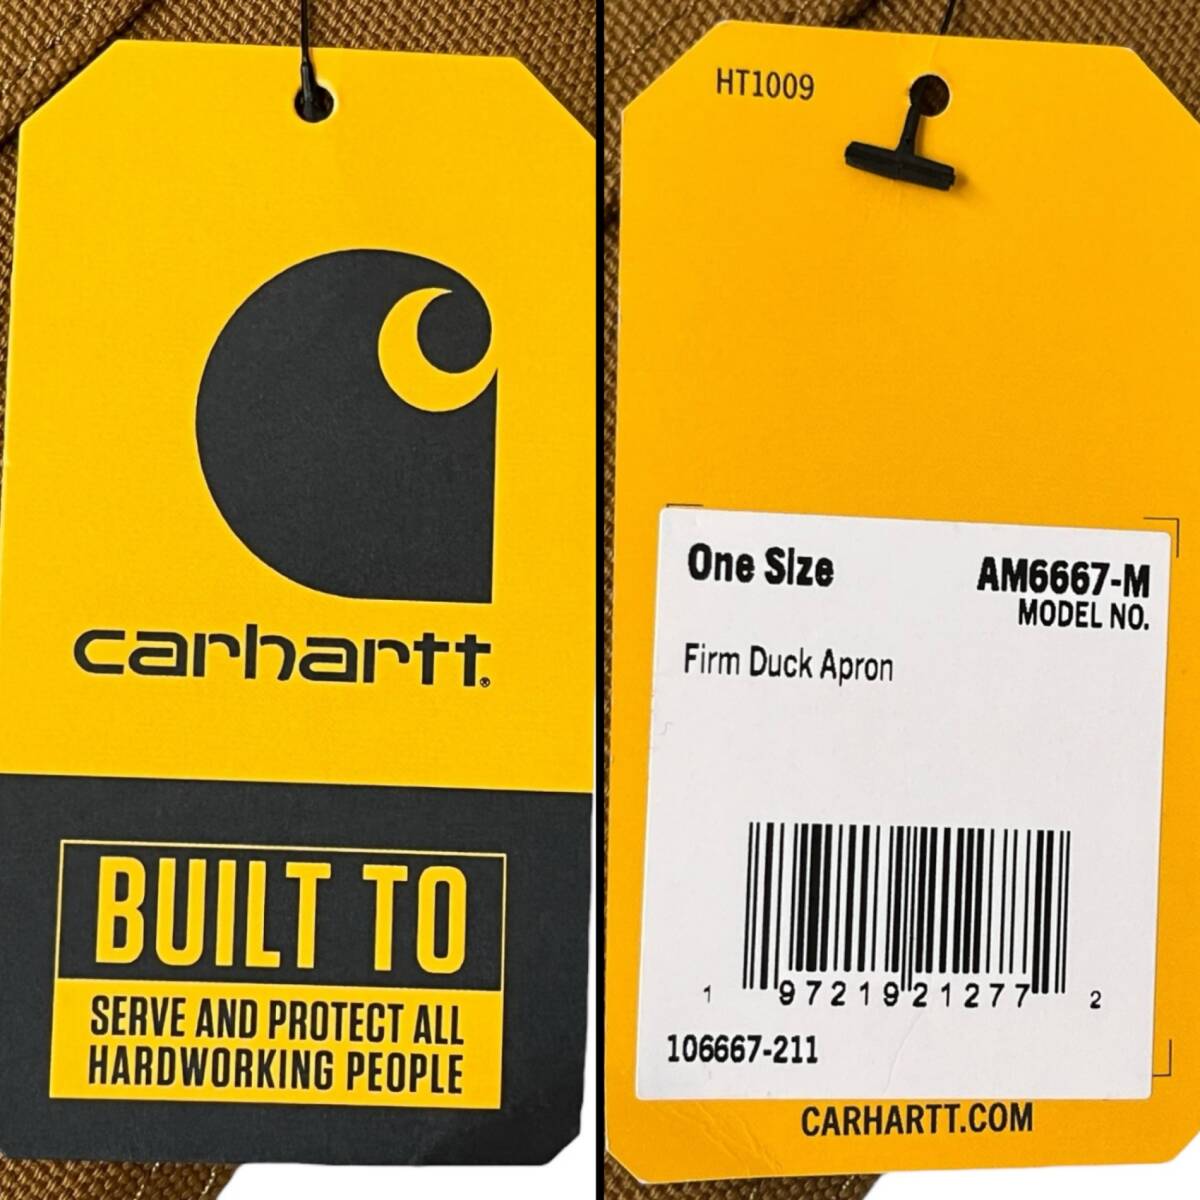 carhartt®
BUILT TO
SERVE AND PROTECT ALL
HARDWORKING PEOPLE
HT1009
One Size
AM6667-M
MODEL NO.
Firm Duck Apron
1 97219 21277 2
106667-211
CARHARTT.COM